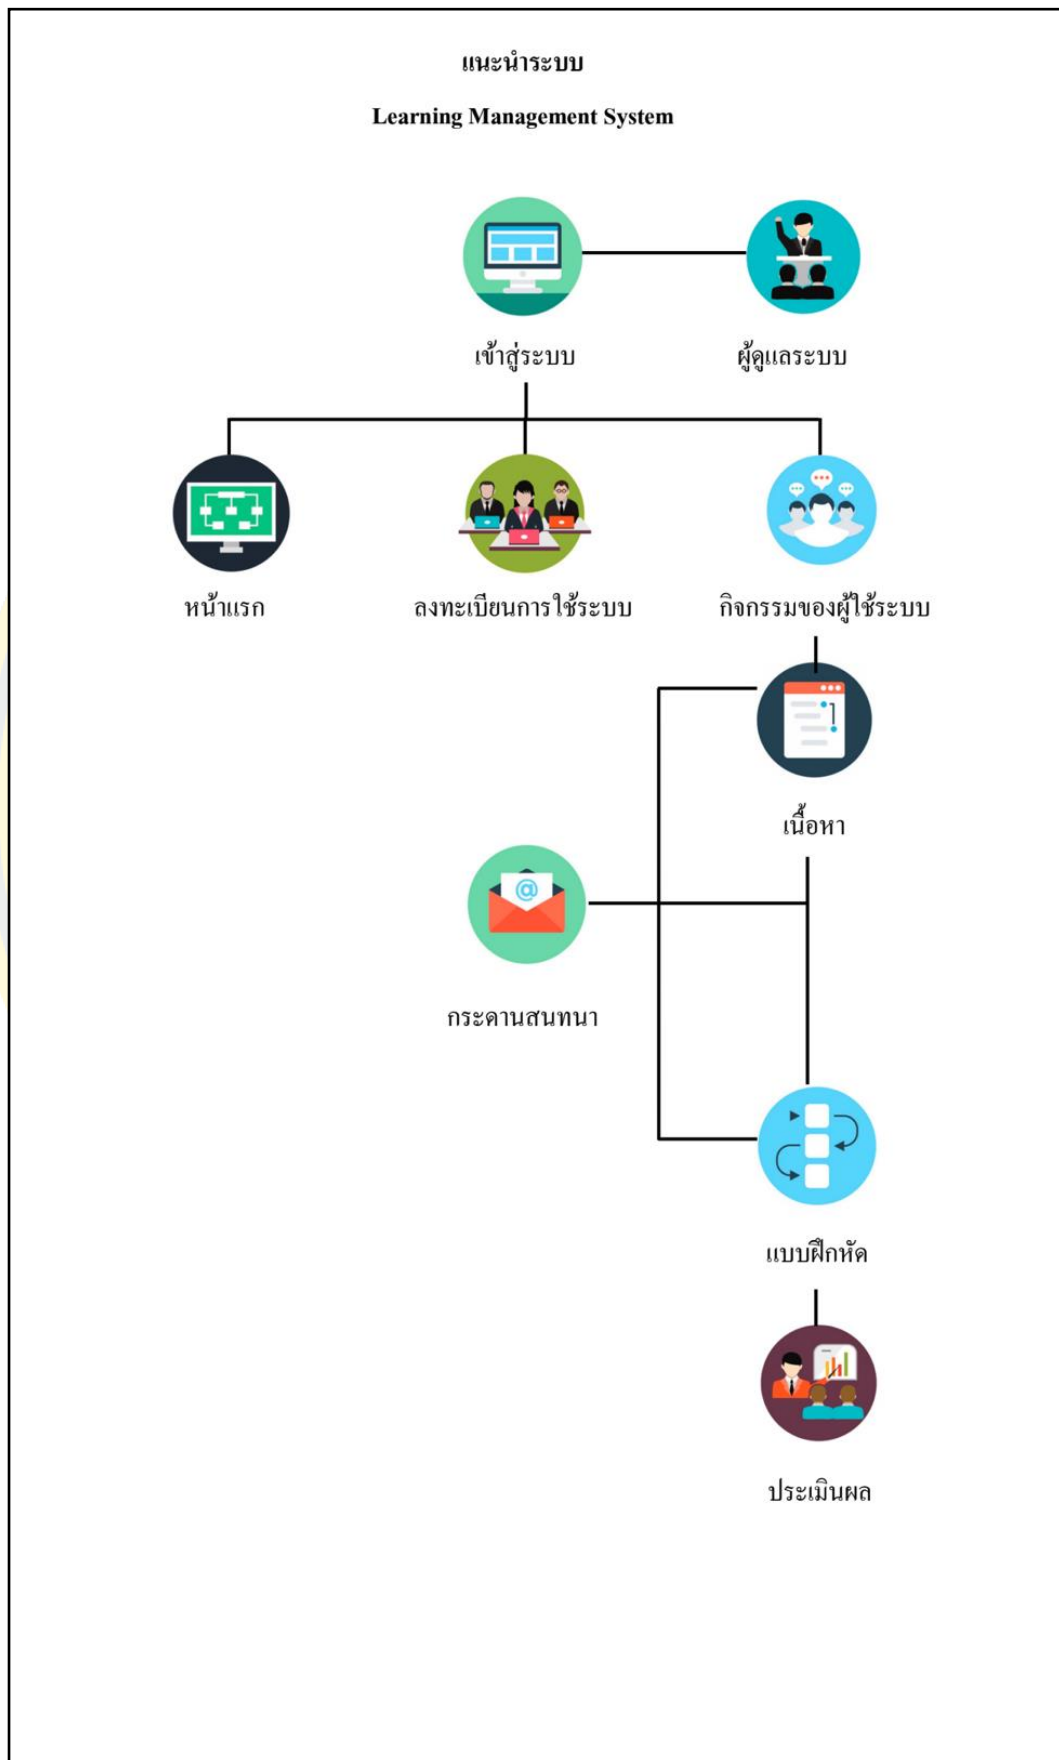 แนะนำระบบ
Learning Management System
เข้าสู่ระบบ
ผู้ดูแลระบบ
หน้าแรก
ลงทะเบียนการใช้ระบบ
กิจกรรมของผู้ใช้ระบบ
เนื้อหา
@
กระดานสนทนา
แบบฝึกหัด
ประเมินผล